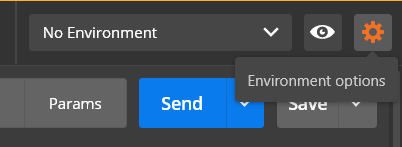 No Environment
Environment options
Params
Send
Save